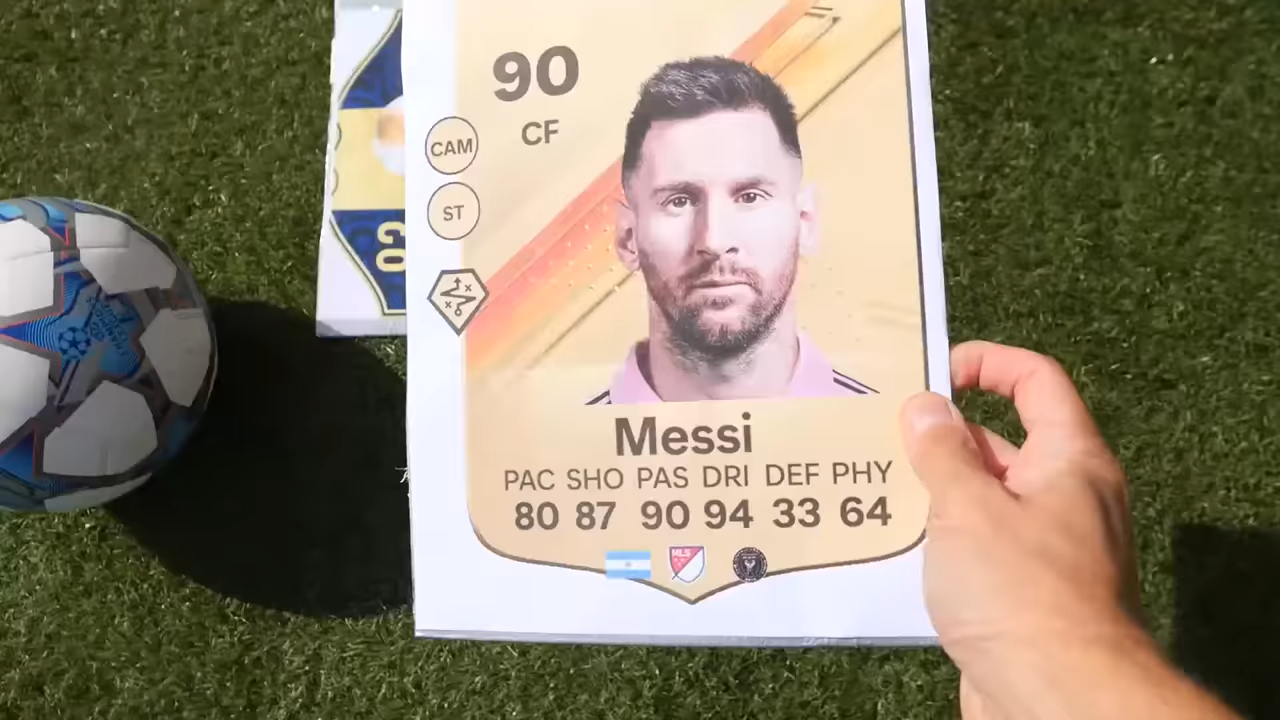 90
CF
CAM
ST
Messi
PAC SHO PAS DRI DEF PHY
80 87 90 94 33 64
MLS